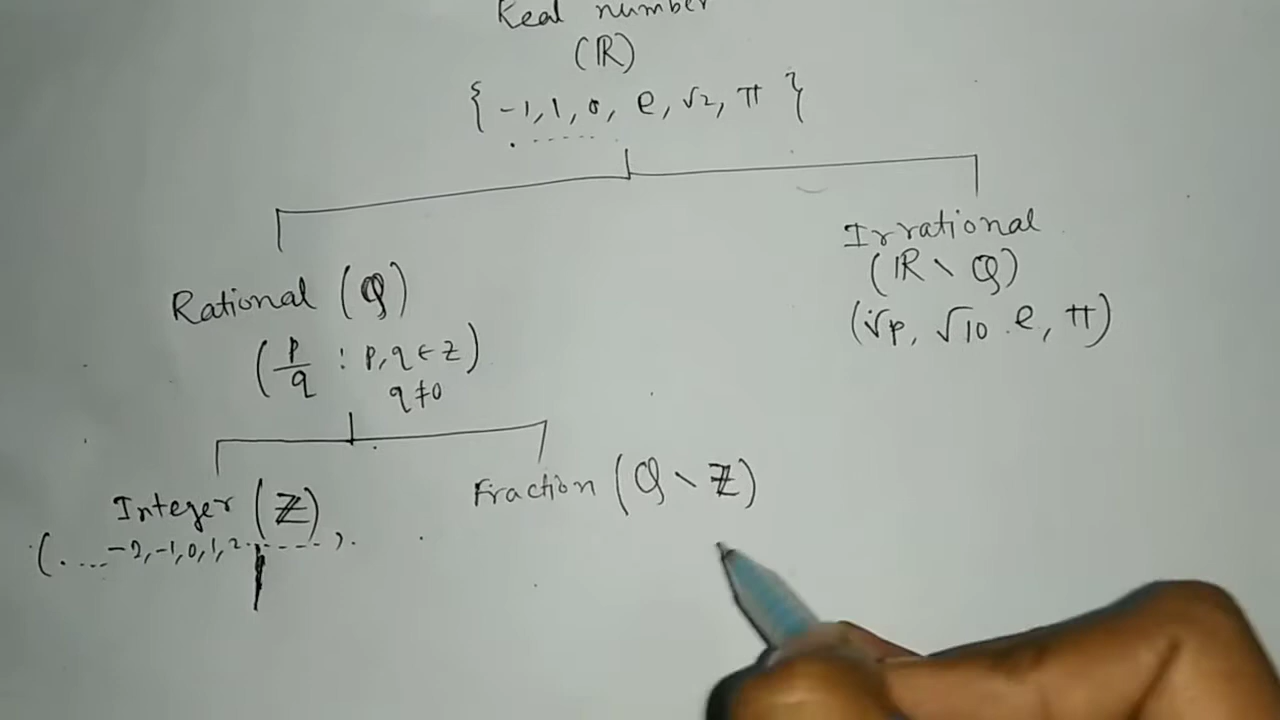 Real number
(ℝ)
{ -1, 1, 0, e, √2, π }
Irrational
(ℝ \ ℚ)
(√p, √10 e, π)
Rational (ℚ)
(p/q : p, q ∈ z)
q ≠ 0
Integer (ℤ)
(....-2, -1, 0, 1, 2 ------).
Fraction (ℚ \ ℤ)